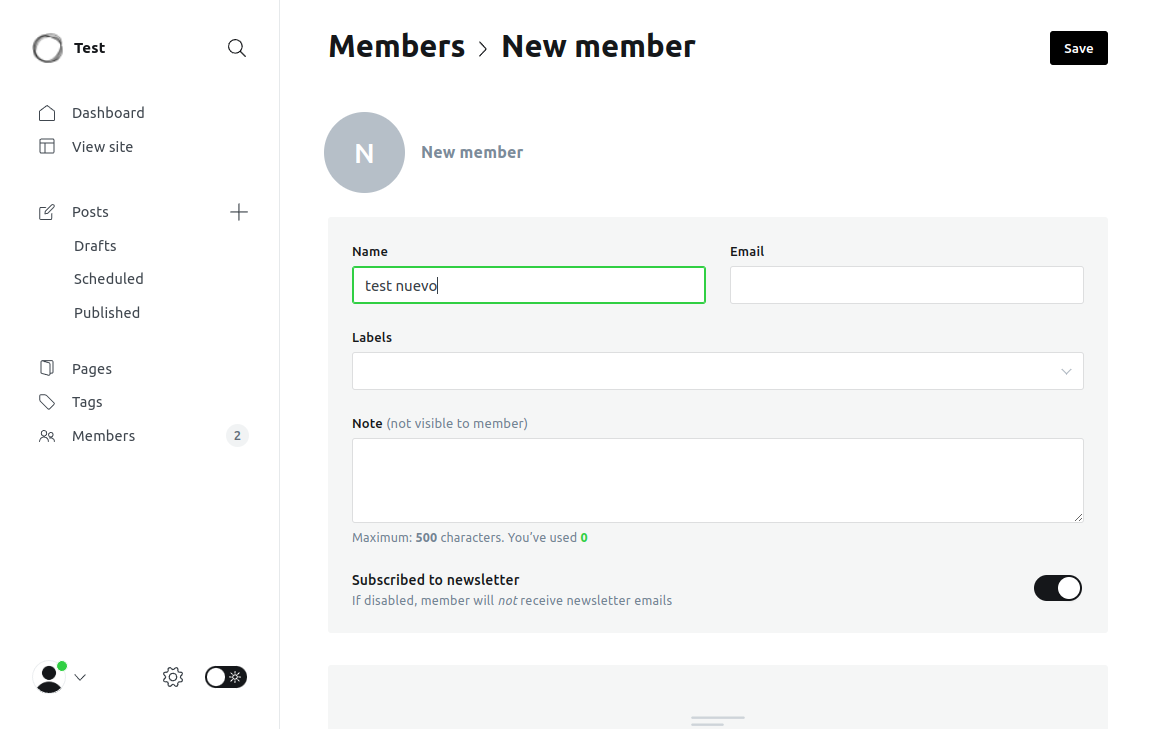 Test
Dashboard
View site
Posts
Drafts
Scheduled
Published
Pages
Tags
Members 2
Members > New member
Save
N New member
Name
test nuevo
Email
Labels
Note (not visible to member)
Maximum: 500 characters. You’ve used 0
Subscribed to newsletter
If disabled, member will not receive newsletter emails